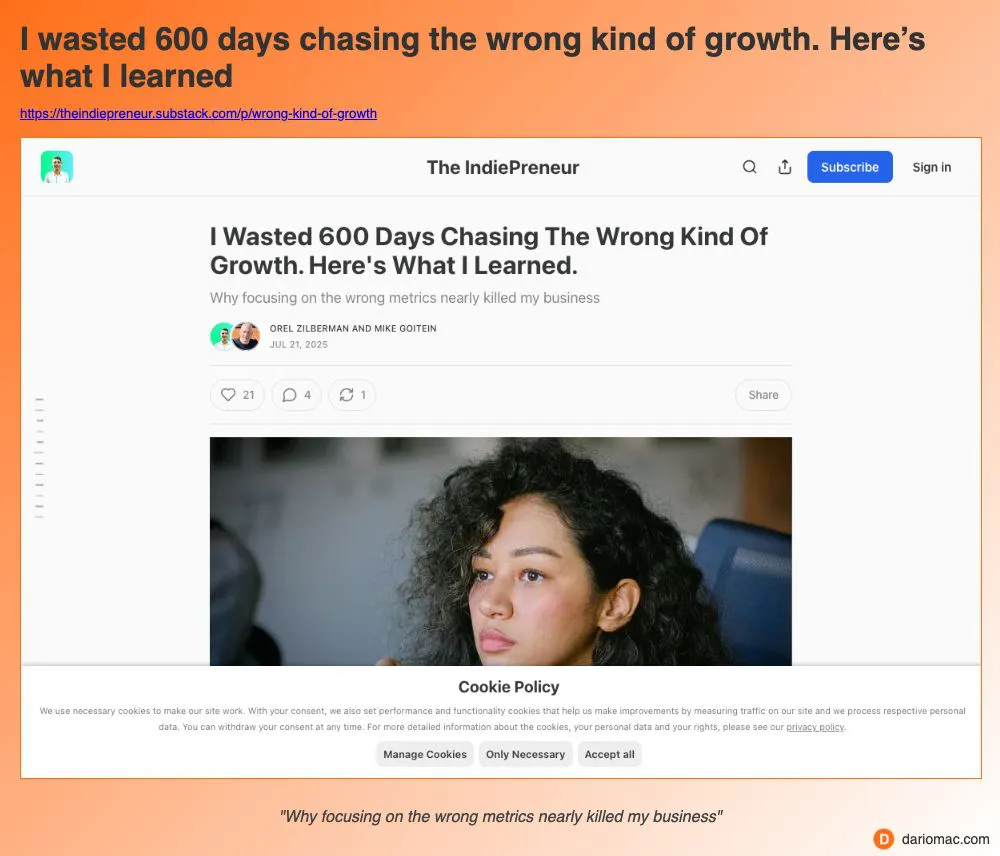 I wasted 600 days chasing the wrong kind of growth. Here’s
what I learned
https://theindiepreneur.substack.com/p/wrong-kind-of-growth
The IndiePreneur
Subscribe
Sign in
I Wasted 600 Days Chasing The Wrong Kind Of
Growth. Here's What I Learned.
Why focusing on the wrong metrics nearly killed my business
OREL ZILBERMAN AND MIKE GOITEIN
JUL 21, 2025
21
4
1
Share
Cookie Policy
We use necessary cookies to make our site work. With your consent, we also set performance and functionality cookies that help us make improvements by measuring traffic on our site and we process respective personal
data. You can withdraw your consent at any time. For more detailed information about the cookies, your personal data and your rights, please see our privacy policy.
Manage Cookies
Only Necessary
Accept all
"Why focusing on the wrong metrics nearly killed my business"
D
dariomac.com